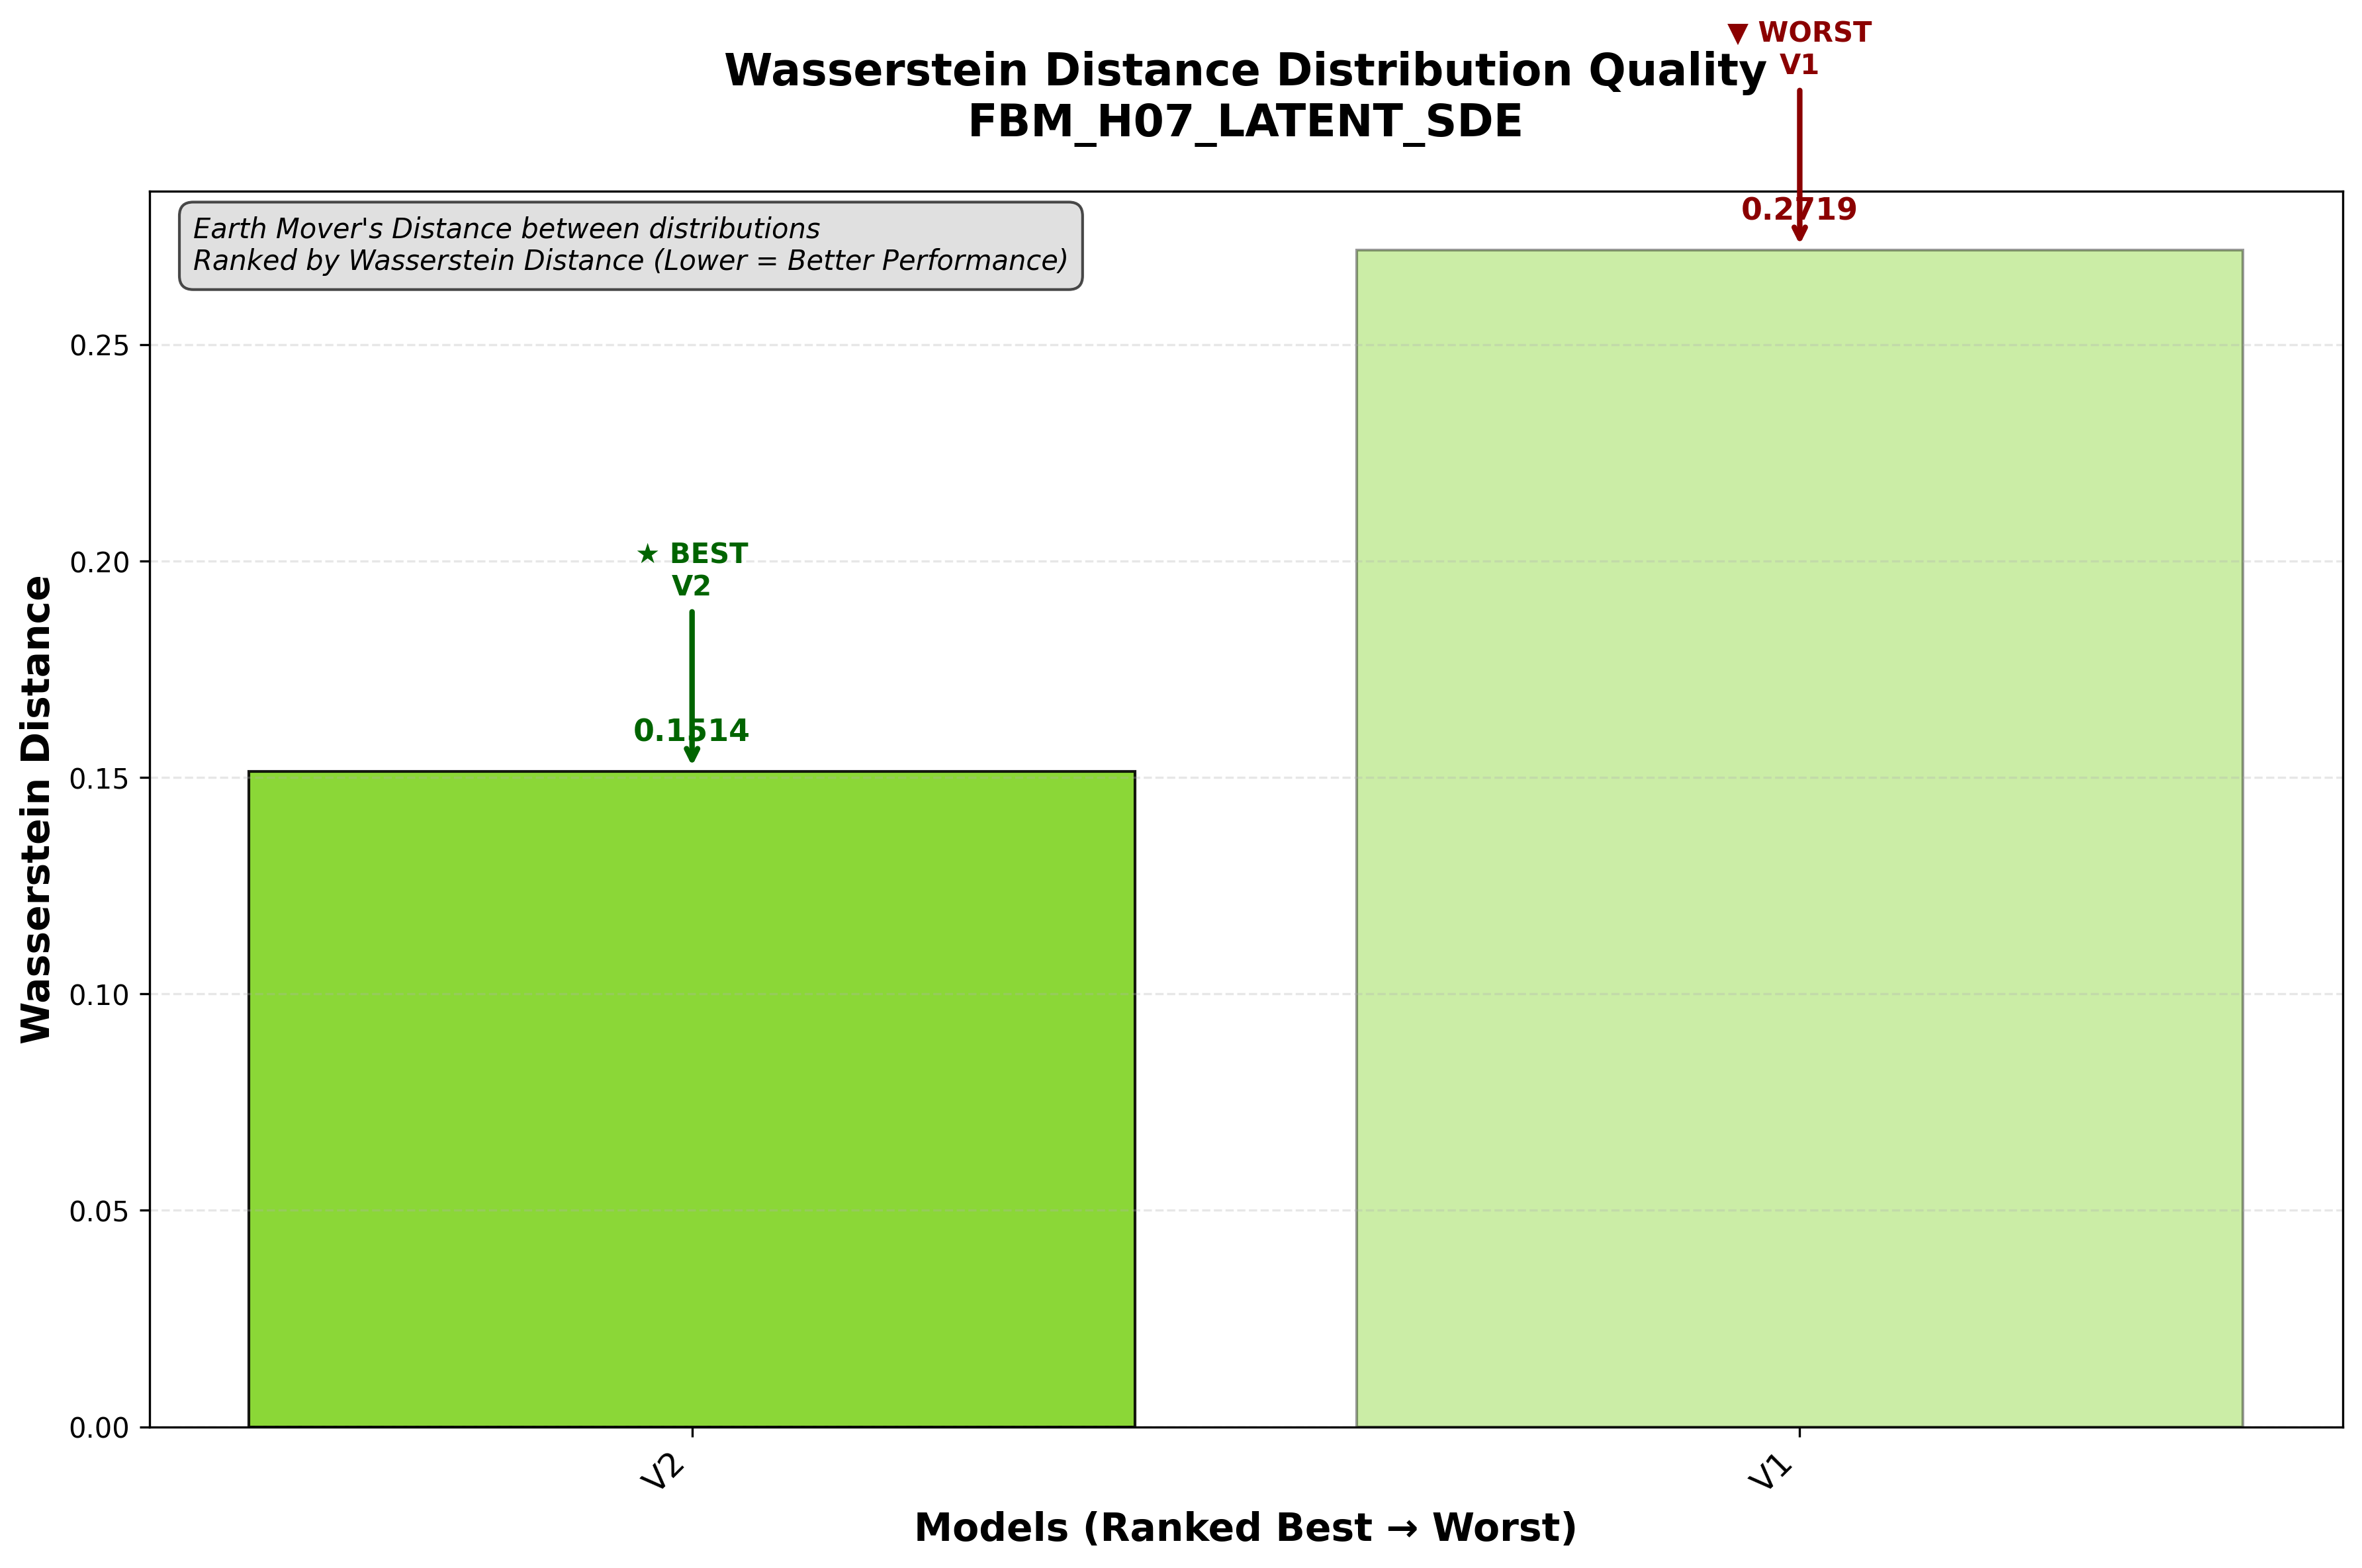 ▼ WORST
V1
Wasserstein Distance Distribution Quality
FBM_H07_LATENT_SDE
Earth Mover's Distance between distributions
Ranked by Wasserstein Distance (Lower = Better Performance)
0.2719
★ BEST
V2
0.1514
Wasserstein Distance
0.25
0.20
0.15
0.10
0.05
0.00
V2
V1
Models (Ranked Best → Worst)